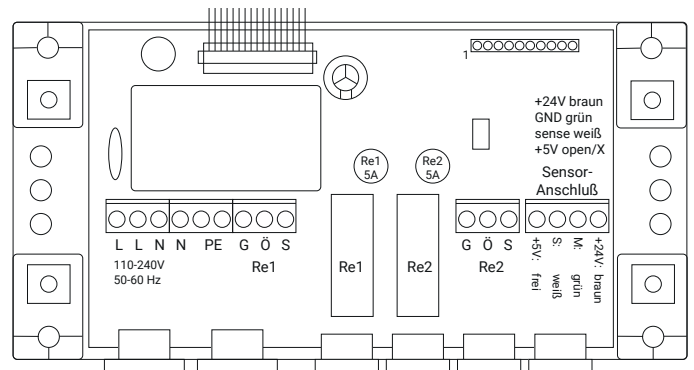 1
+24V braun
GND grün
sense weiß
+5V open/X
Re1
5A
Re2
5A
Sensor-
Anschluß
L L N N PE G Ö S
G Ö S
110-240V
50-60 Hz
Re1
Re1
Re2
Re2
+5V: frei
S: weiß
M: grün
+24V: braun